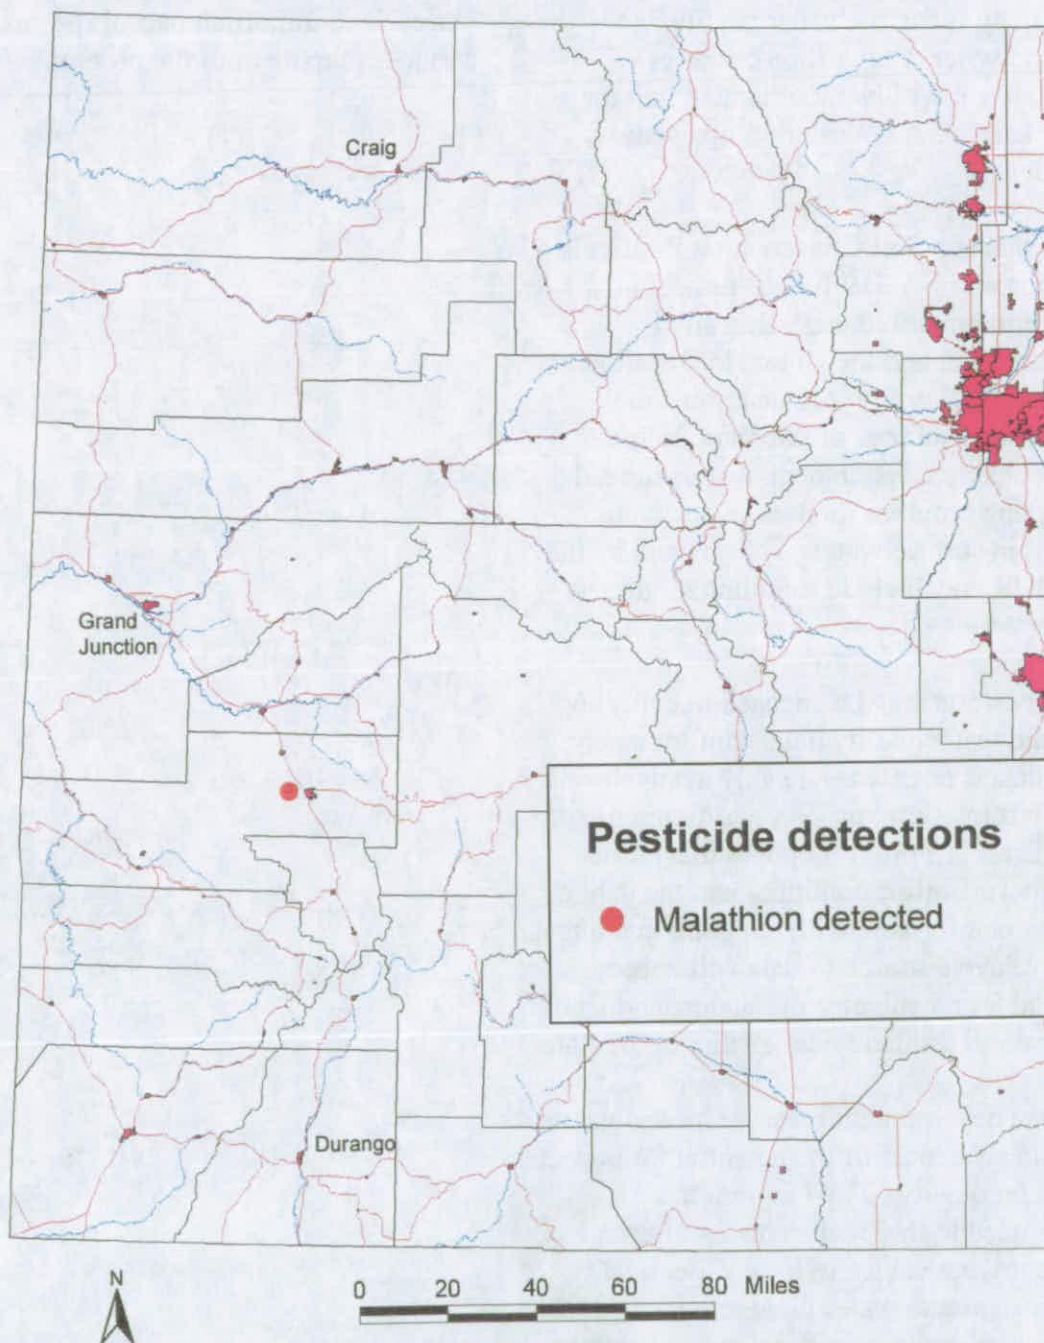 Craig
Grand
Junction
Pesticide detections
Malathion detected
Durango
N
0 20 40 60 80 Miles